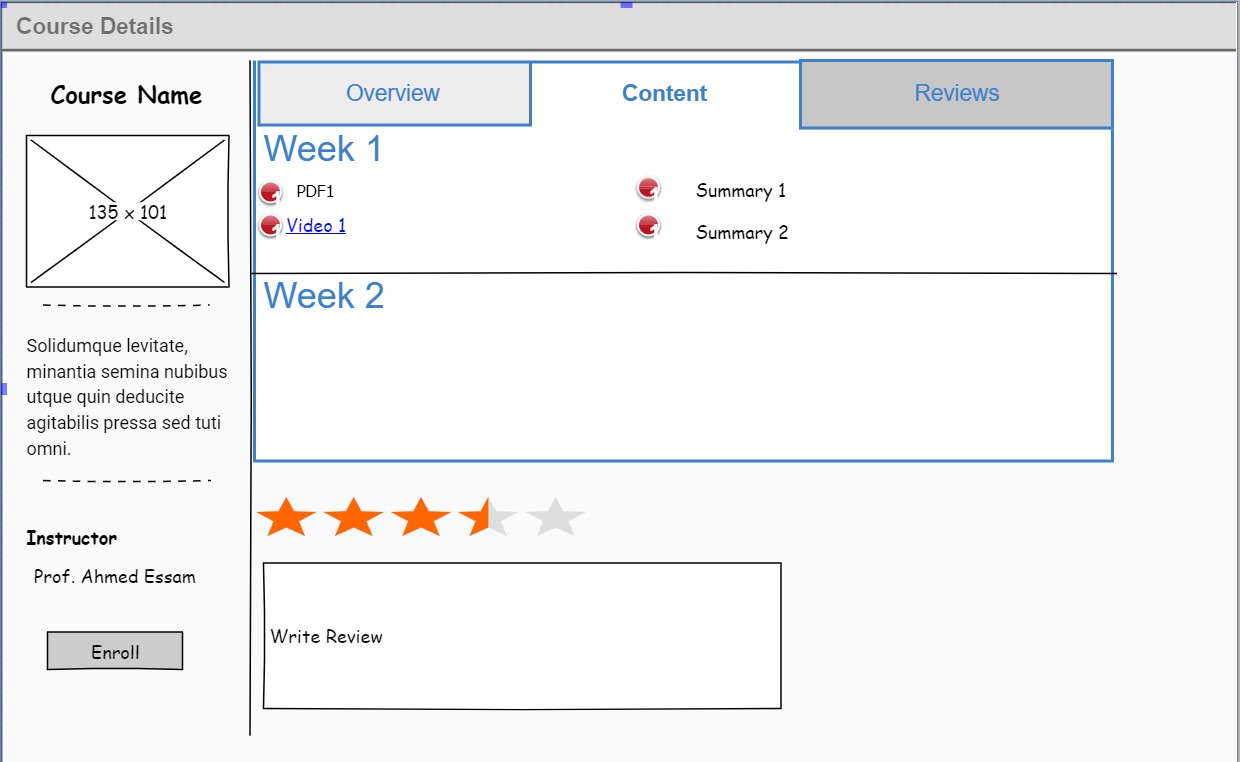 Course Details
Course Name
135 x 101
Solidumque levitate,
minantia semina nubibus
utque quin deducite
agitabilis pressa sed tuti
omni.
Instructor
Prof. Ahmed Essam
Enroll
Overview
Content
Reviews
Week 1
PDF1
Summary 1
Video 1
Summary 2
Week 2
Write Review